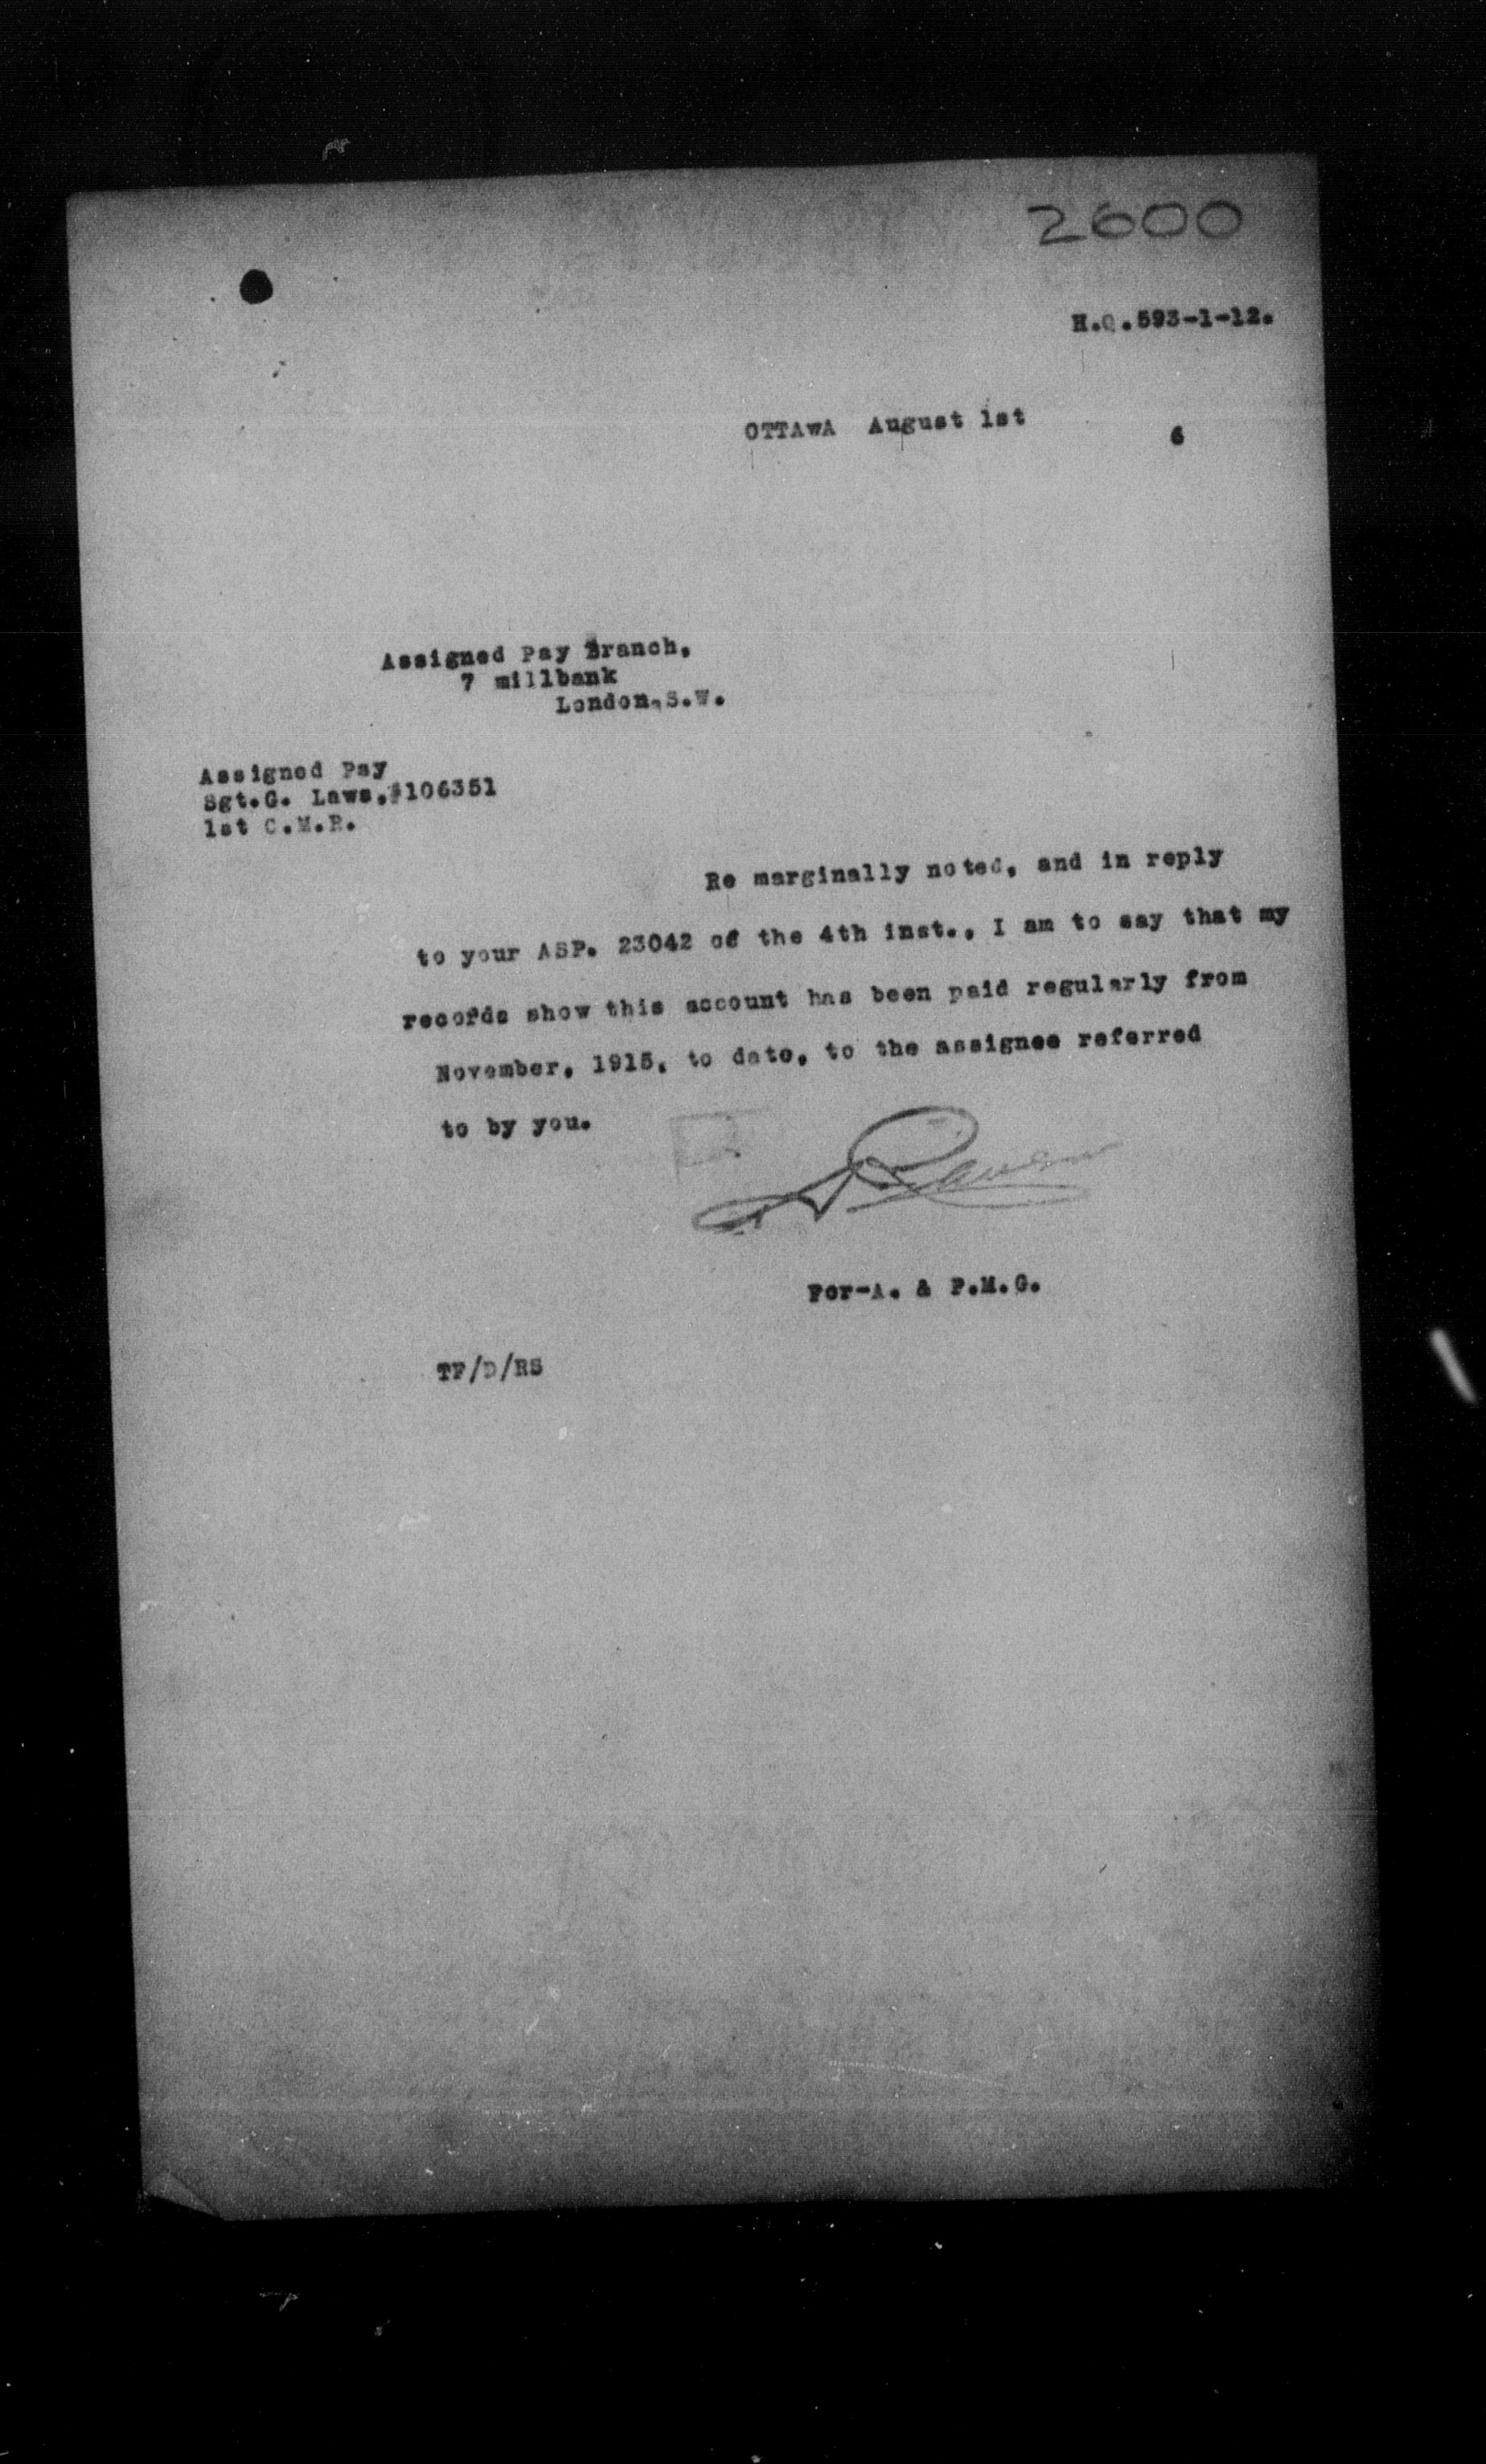 2600
H.Q.593-1-12.
OTTAwA August 1st 6
Assigned Pay Branch,
7 millbank
London,S.W.
Assigned Pay
Sgt.G. Laws,#106351
1st C.M.R.
Re marginally noted, and in reply
to your ASP. 23042 of the 4th inst., I am to say that my
records show this account has been paid regularly from
November, 1915, to date, to the assignee referred
to by you.
For-A. & P.M.G.
TF/D/RS